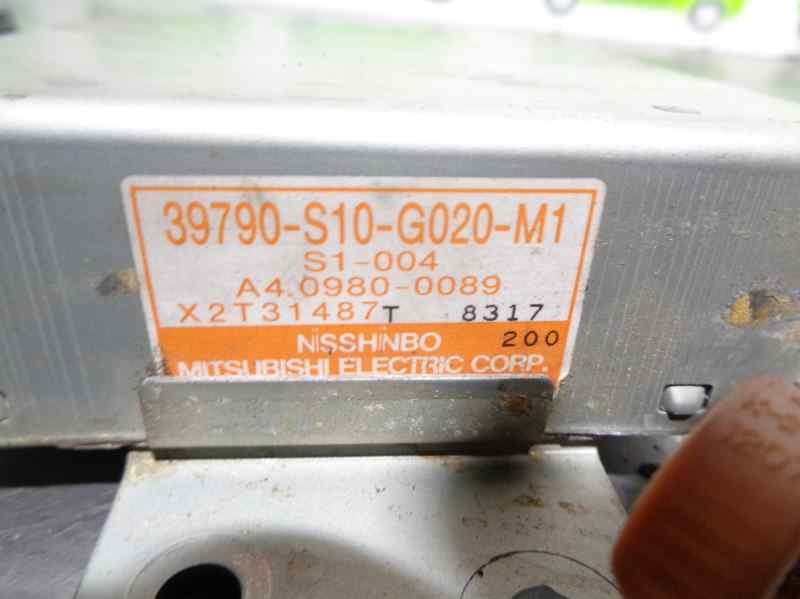 39790-S10-G020-M1
S1-004
A4.0980-0089
X2T31487T 8317
NISSHINBO 200
MITSUBISHI ELECTRIC CORP.